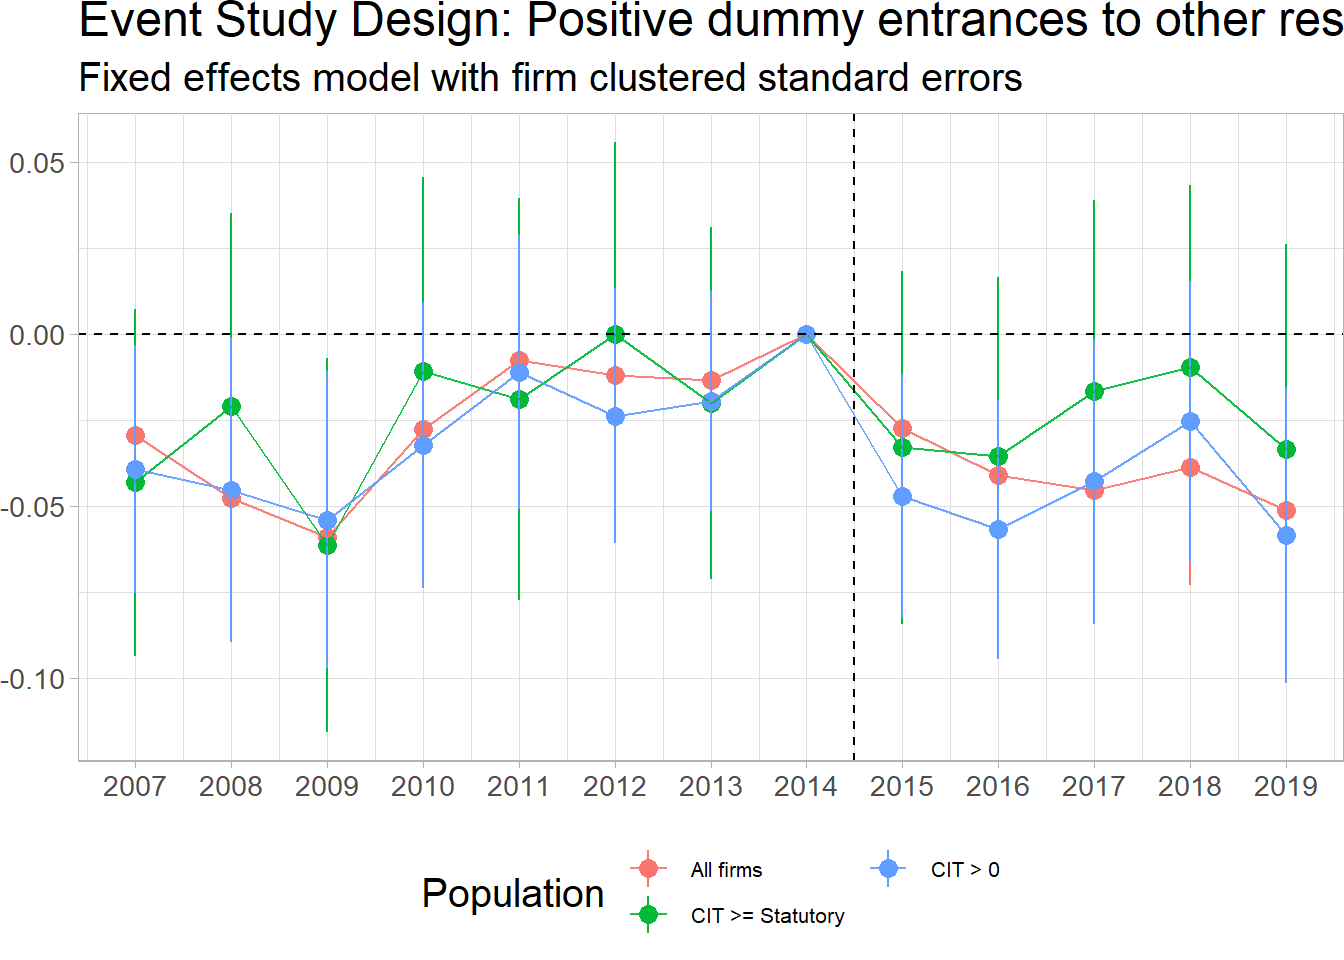 Event Study Design: Positive dummy entrances to other res
Fixed effects model with firm clustered standard errors
0.05
0.00
-0.05
-0.10
2007 2008 2009 2010 2011 2012 2013 2014 2015 2016 2017 2018 2019
Population
All firms
CIT > 0
CIT >= Statutory